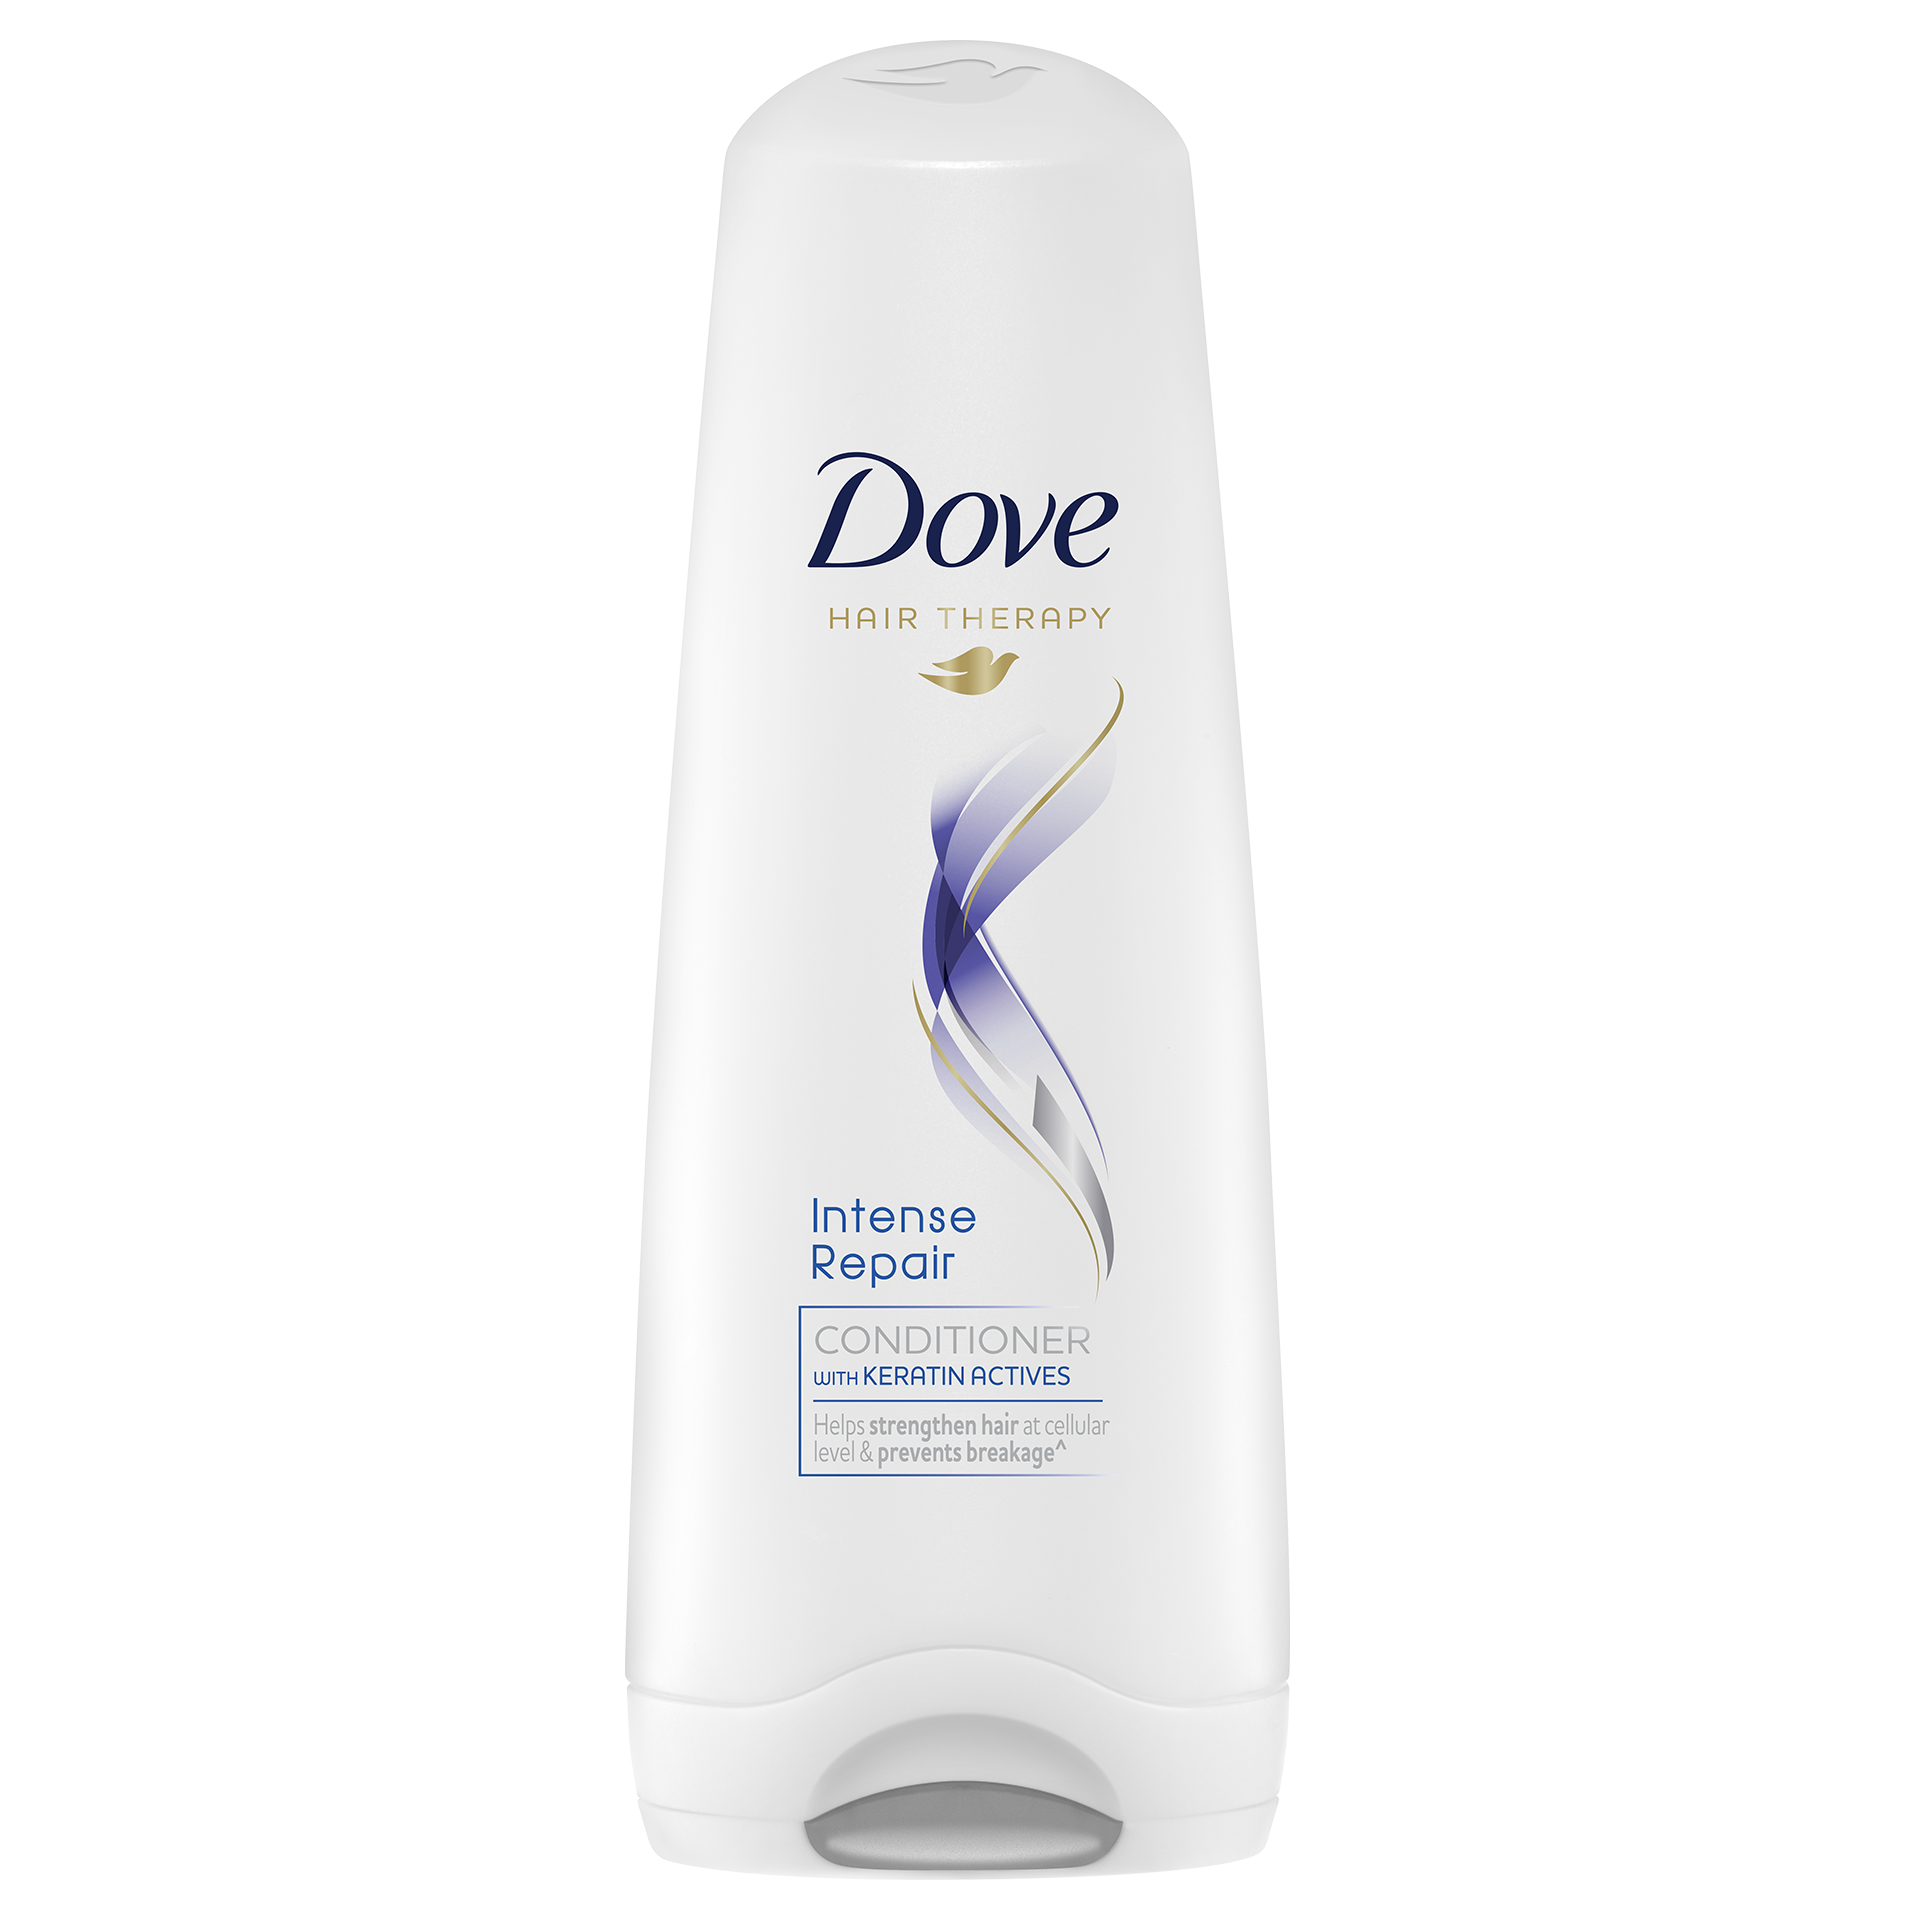 Dove
HAIR THERAPY
Intense
Repair
CONDITIONER
WITH KERATIN ACTIVES
Helps strengthen hair at cellular
level & prevents breakage^